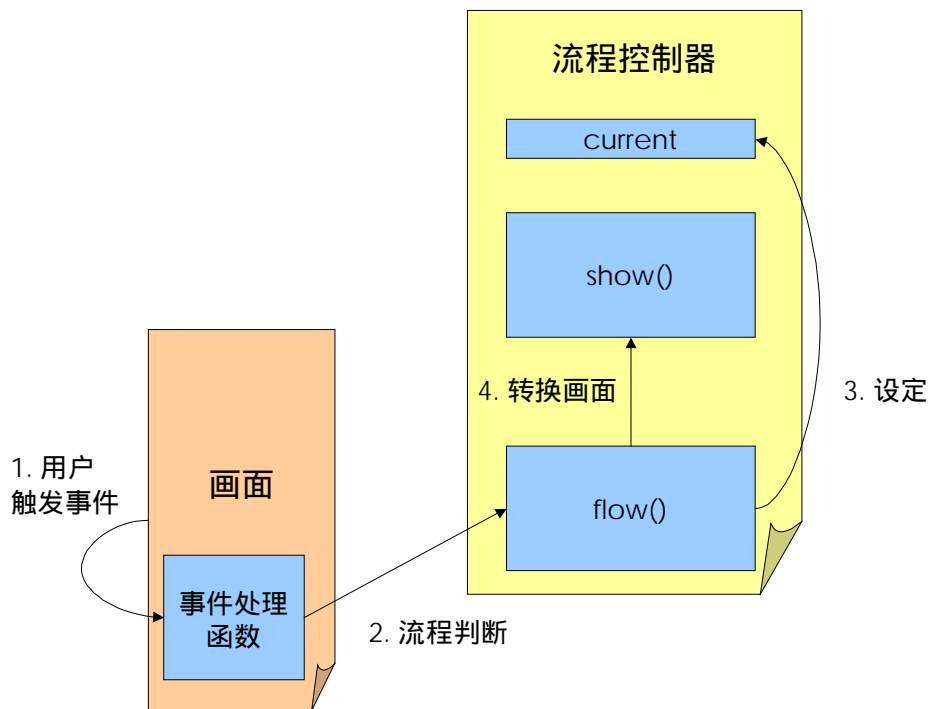 流程控制器
current
show()
4. 转换画面
3. 设定
flow()
1. 用户
触发事件
画面
事件处理
函数
2. 流程判断